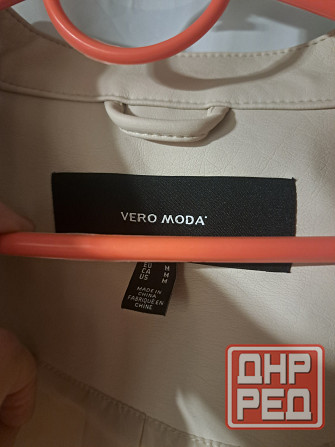 VERO MODA
EU M
CA M
US M
MADE IN
CHINA
FABRIQUÉ EN
CHINE
ДНР
РЕД